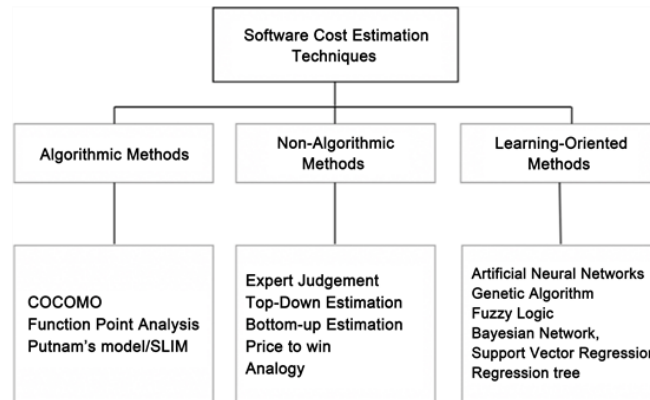 Software Cost Estimation
Techniques
Algorithmic Methods
Non-Algorithmic
Methods
Learning-Oriented
Methods
COCOMO
Function Point Analysis
Putnam's model/SLIM
Expert Judgement
Top-Down Estimation
Bottom-up Estimation
Price to win
Analogy
Artificial Neural Networks
Genetic Algorithm
Fuzzy Logic
Bayesian Network,
Support Vector Regression
Regression tree